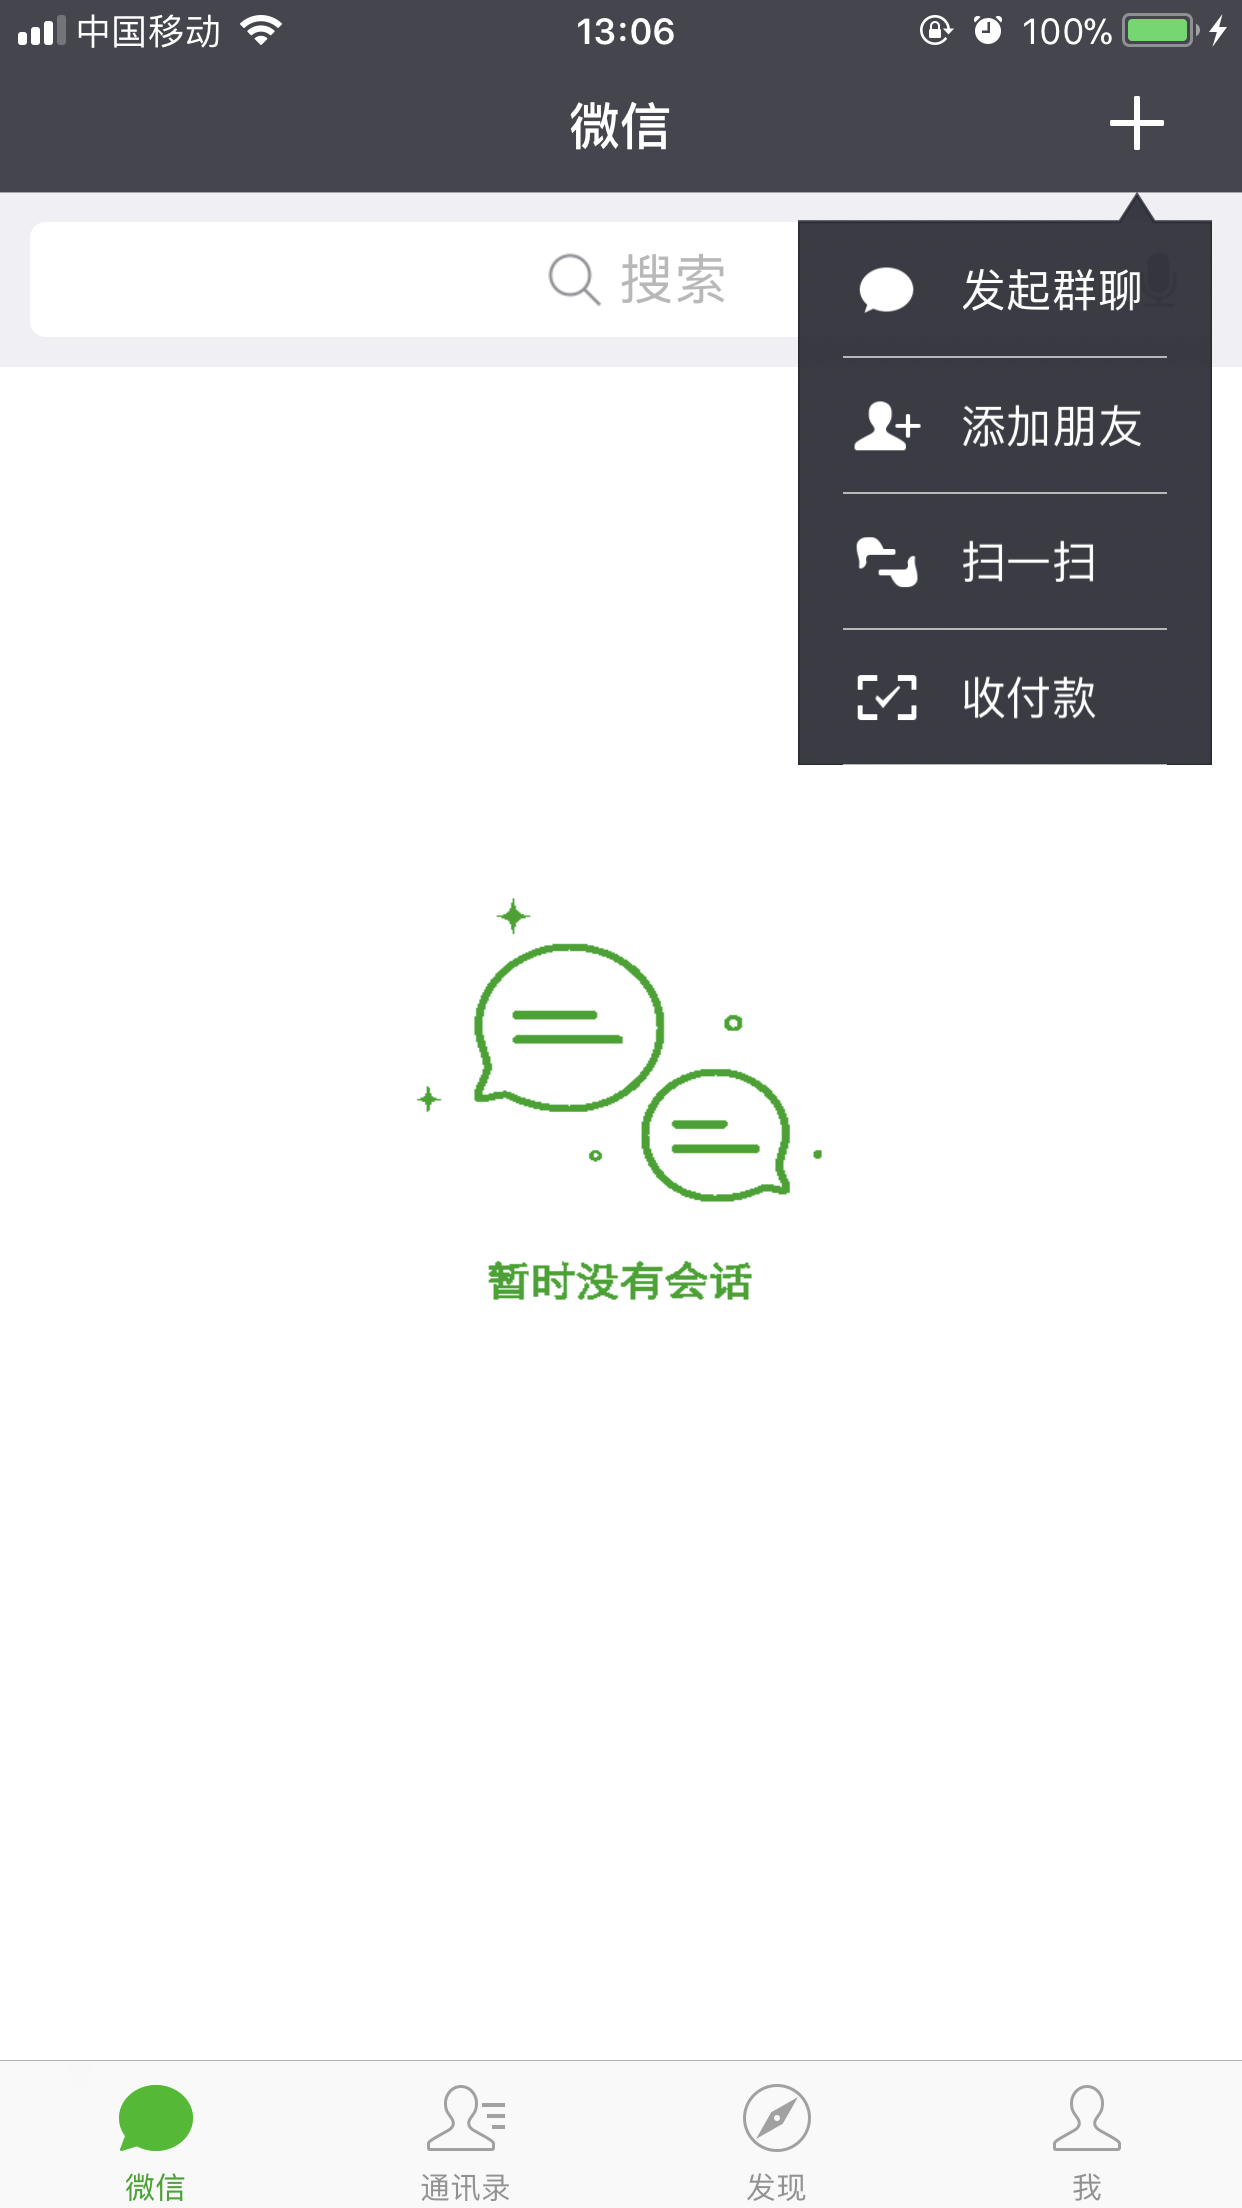 中国移动 13:06 100%
微信
搜索
发起群聊
添加朋友
扫一扫
收付款
暂时没有会话
微信 通讯录 发现 我